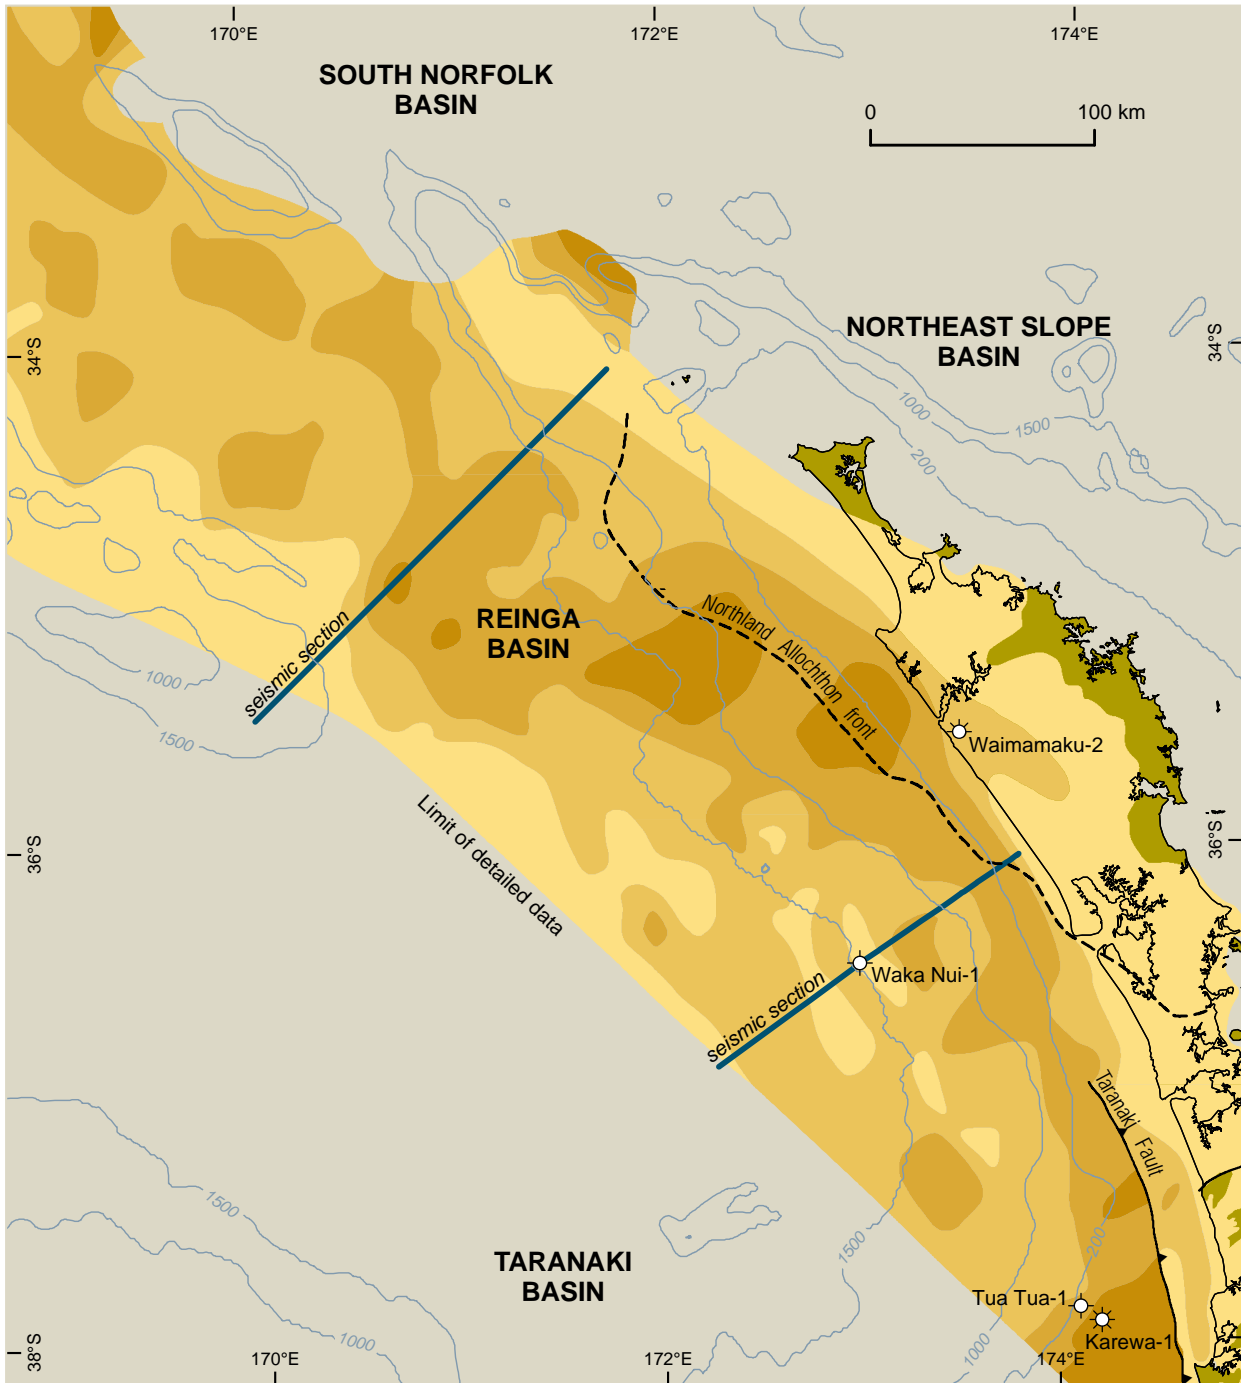 170°E
172°E
174°E
SOUTH NORFOLK
BASIN
0
100 km
NORTHEAST SLOPE
BASIN
34°S
34°S
1000
1500
200
REINGA
BASIN
Northland Allochthon front
seismic section
1000
1500
Waimamaku-2
Limit of detailed data
36°S
36°S
Waka Nui-1
seismic section
Taranaki Fault
1500
1500
200
TARANAKI
BASIN
Tua Tua-1
Karewa-1
1000
1000
38°S
170°E
172°E
174°E